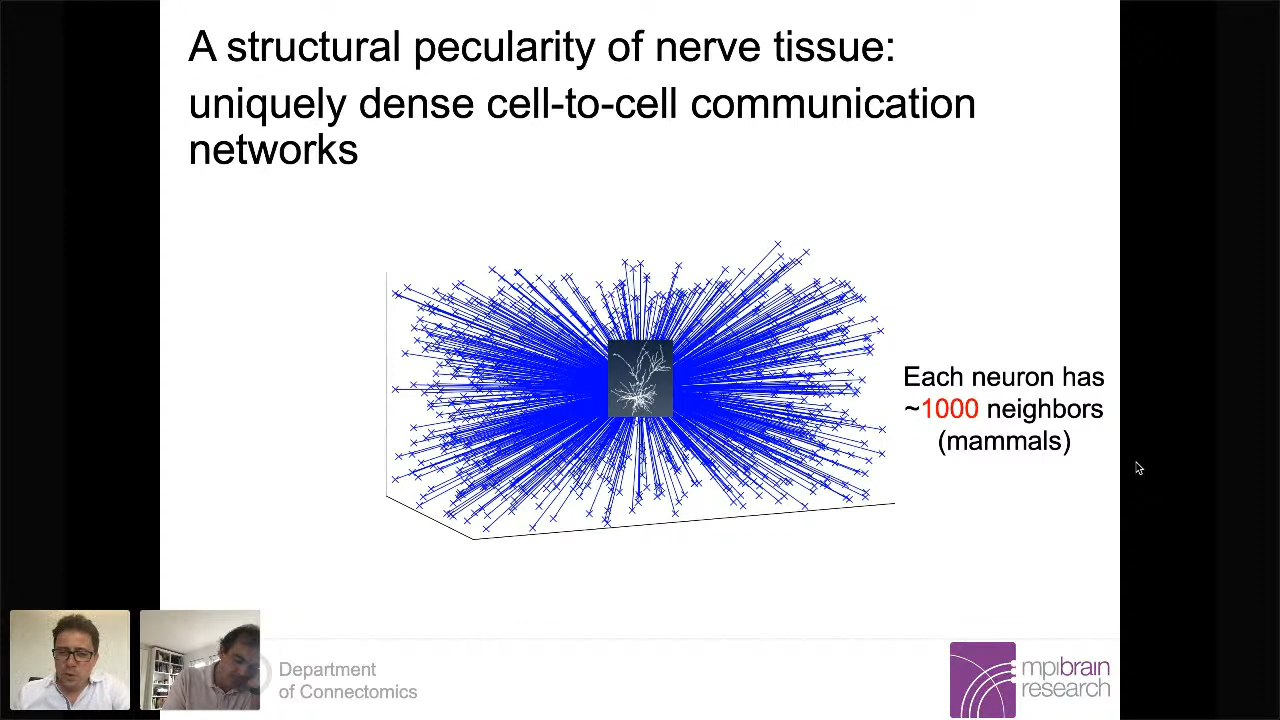 A structural pecularity of nerve tissue:
uniquely dense cell-to-cell communication
networks
Each neuron has
~1000 neighbors
(mammals)
Department
of Connectomics
mpibrain
research